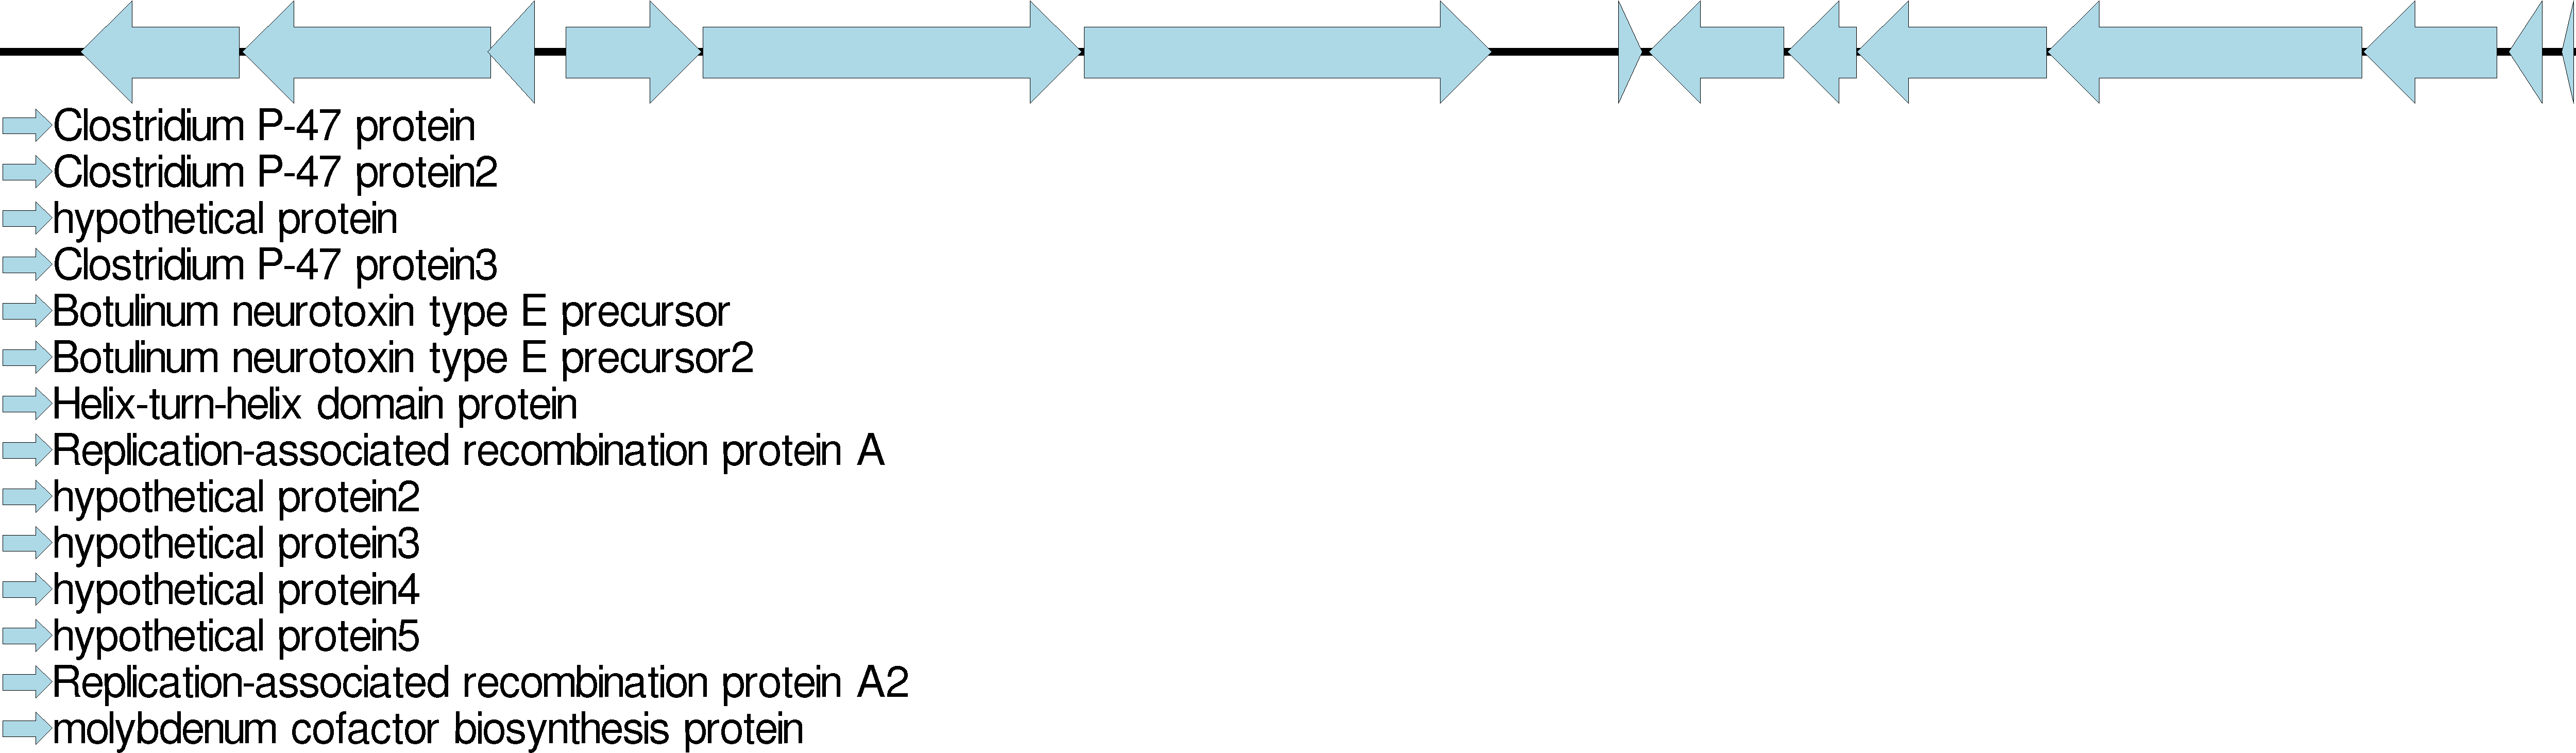 Clostridium P-47 protein
Clostridium P-47 protein2
hypothetical protein
Clostridium P-47 protein3
Botulinum neurotoxin type E precursor
Botulinum neurotoxin type E precursor2
Helix-turn-helix domain protein
Replication-associated recombination protein A
hypothetical protein2
hypothetical protein3
hypothetical protein4
hypothetical protein5
Replication-associated recombination protein A2
molybdenum cofactor biosynthesis protein